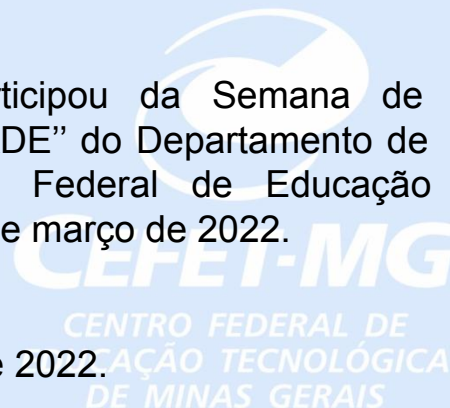 rticipou da Semana de
DE” do Departamento de
Federal de Educação
e março de 2022.
CEFET-MG
CENTRO FEDERAL DE
EDUCAÇÃO TECNOLÓGICA
e 2022.
DE MINAS GERAIS